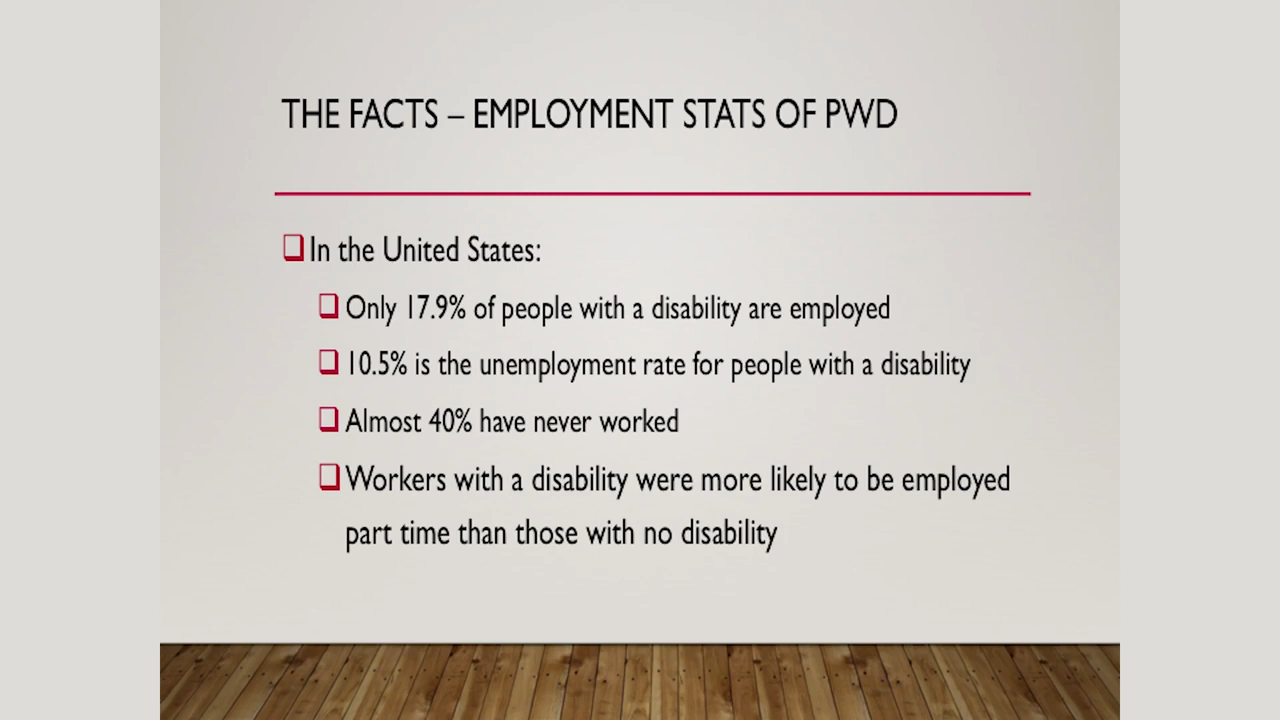 THE FACTS – EMPLOYMENT STATS OF PWD
In the United States:
Only 17.9% of people with a disability are employed
10.5% is the unemployment rate for people with a disability
Almost 40% have never worked
Workers with a disability were more likely to be employed
part time than those with no disability